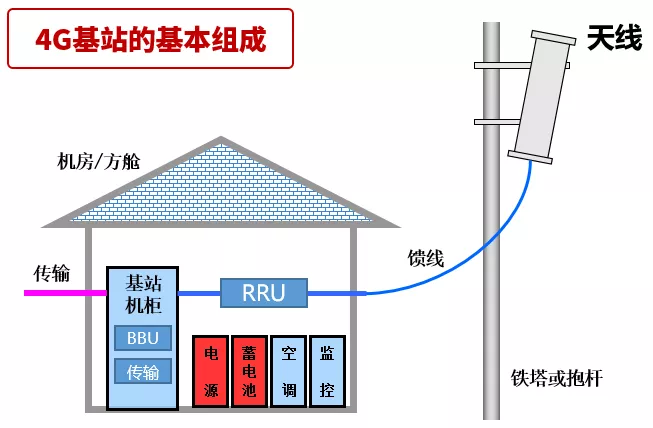 4G基站的基本组成
天线
机房/方舱
馈线
传输
基站
机柜
RRU
BBU
传输
电源
蓄电池
空调
监控
铁塔或抱杆